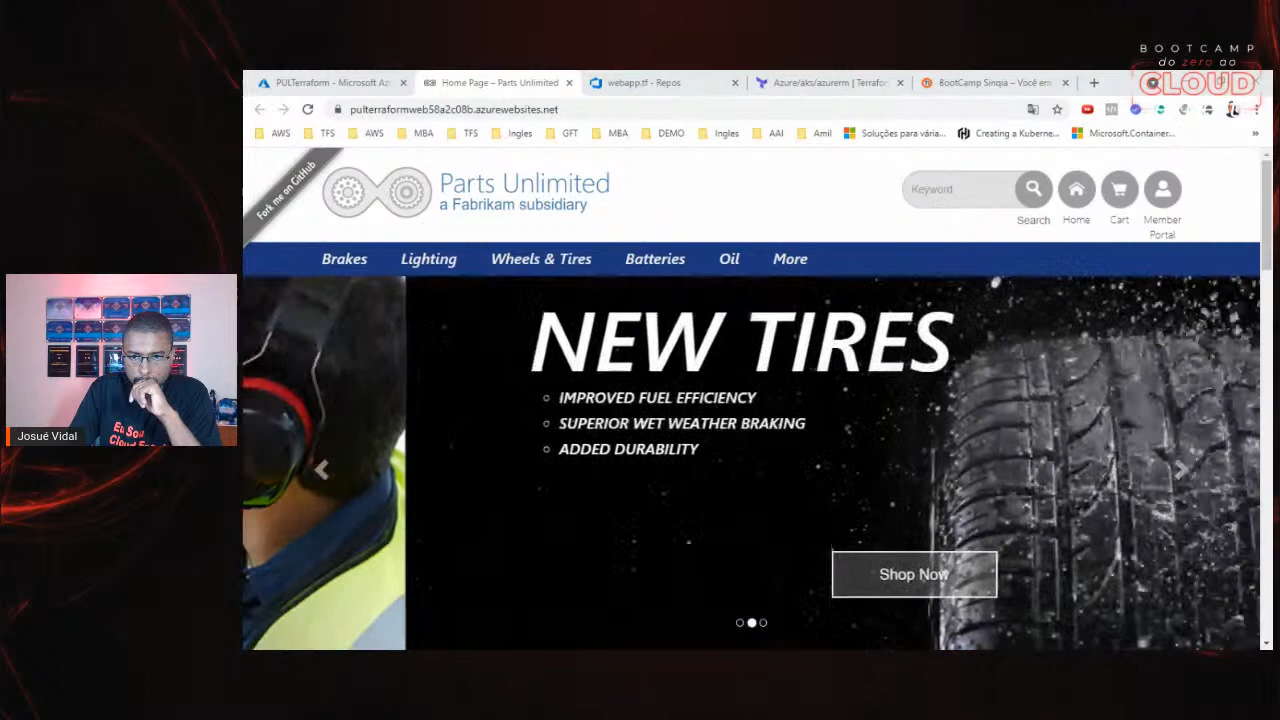 BOOTCAMP
do zero ao
CLOUD
PULTerraform - Microsoft Az
Home Page – Parts Unlimited
webapp.tf - Repos
Azure/aks/azurerm | Terrafor
BootCamp Sinqia – Você em
pulterraformweb58a2c08b.azurewebsites.net
AWS
TFS
AWS
MBA
TFS
Ingles
GFT
MBA
DEMO
Ingles
AAI
Amil
Soluções para vária...
Creating a Kuberne...
Microsoft.Container...
Fork me on GitHub
Parts Unlimited
a Fabrikam subsidiary
Keyword
Search
Home
Cart
Member
Portal
Brakes
Lighting
Wheels & Tires
Batteries
Oil
More
NEW TIRES
IMPROVED FUEL EFFICIENCY
SUPERIOR WET WEATHER BRAKING
ADDED DURABILITY
Shop Now
Josué Vidal
Eu Sou
Cloud